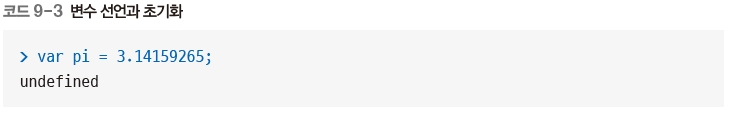 코드 9-3 변수 선언과 초기화
> var pi = 3.14159265;
undefined